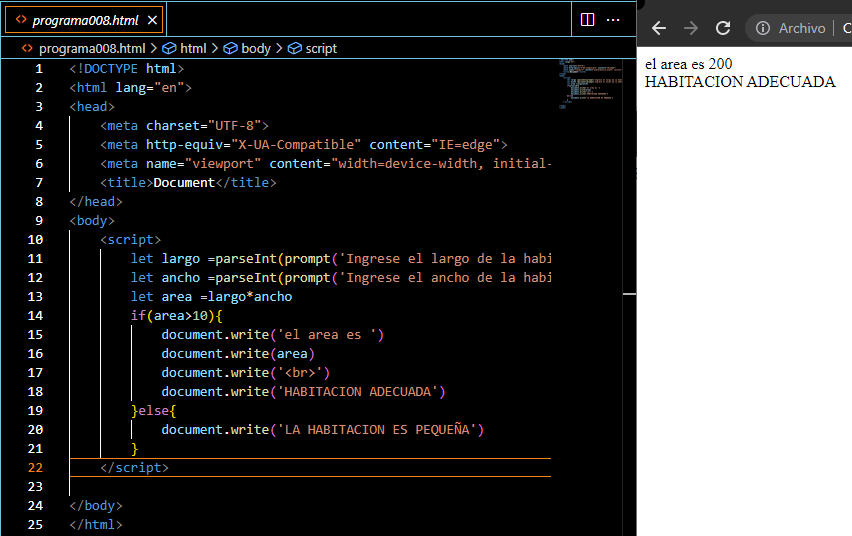 programa008.html
programa008.html > html > body > script
1 <!DOCTYPE html>
2 <html lang="en">
3 <head>
4 <meta charset="UTF-8">
5 <meta http-equiv="X-UA-Compatible" content="IE=edge">
6 <meta name="viewport" content="width=device-width, initial-
7 <title>Document</title>
8 </head>
9 <body>
10 <script>
11 let largo =parseInt(prompt('Ingrese el largo de la habi
12 let ancho =parseInt(prompt('Ingrese el ancho de la habi
13 let area =largo*ancho
14 if(area>10){
15 document.write('el area es ')
16 document.write(area)
17 document.write('<br>')
18 document.write('HABITACION ADECUADA')
19 }else{
20 document.write('LA HABITACION ES PEQUEÑA')
21 }
22 </script>
23
24 </body>
25 </html>
Archivo
el area es 200
HABITACION ADECUADA